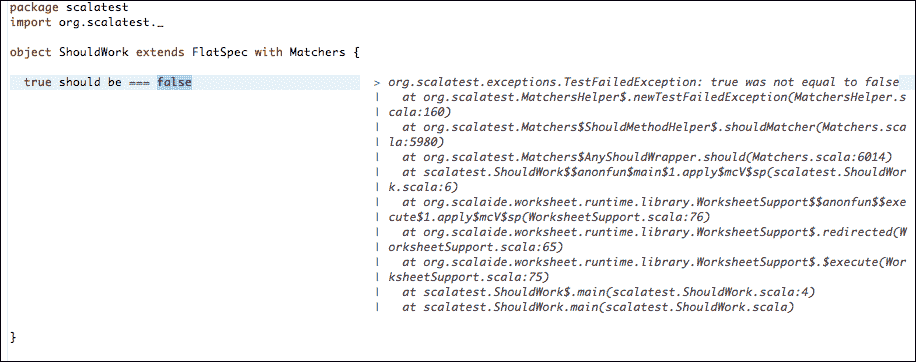 package scalatest
import org.scalatest._
object ShouldWork extends FlatSpec with Matchers {
true should be === false
> org.scalatest.exceptions.TestFailedException: true was not equal to false
| at org.scalatest.MatchersHelper$.newTestFailedException(MatchersHelper.s
| cala:160)
| at org.scalatest.Matchers$ShouldMethodHelper$.shouldMatcher(Matchers.sca
| la:5980)
| at org.scalatest.Matchers$AnyShouldWrapper.should(Matchers.scala:6014)
| at scalatest.ShouldWork$$anonfun$main$1.apply$mcV$sp(scalatest.ShouldWor
| k.scala:6)
| at org.scalaide.worksheet.runtime.library.WorksheetSupport$$anonfun$$exe
| cute$1.apply$mcV$sp(WorksheetSupport.scala:76)
| at org.scalaide.worksheet.runtime.library.WorksheetSupport$.redirected(W
| orksheetSupport.scala:65)
| at org.scalaide.worksheet.runtime.library.WorksheetSupport$.$execute(Wor
| ksheetSupport.scala:75)
| at scalatest.ShouldWork$.main(scalatest.ShouldWork.scala:4)
| at scalatest.ShouldWork.main(scalatest.ShouldWork.scala)
}